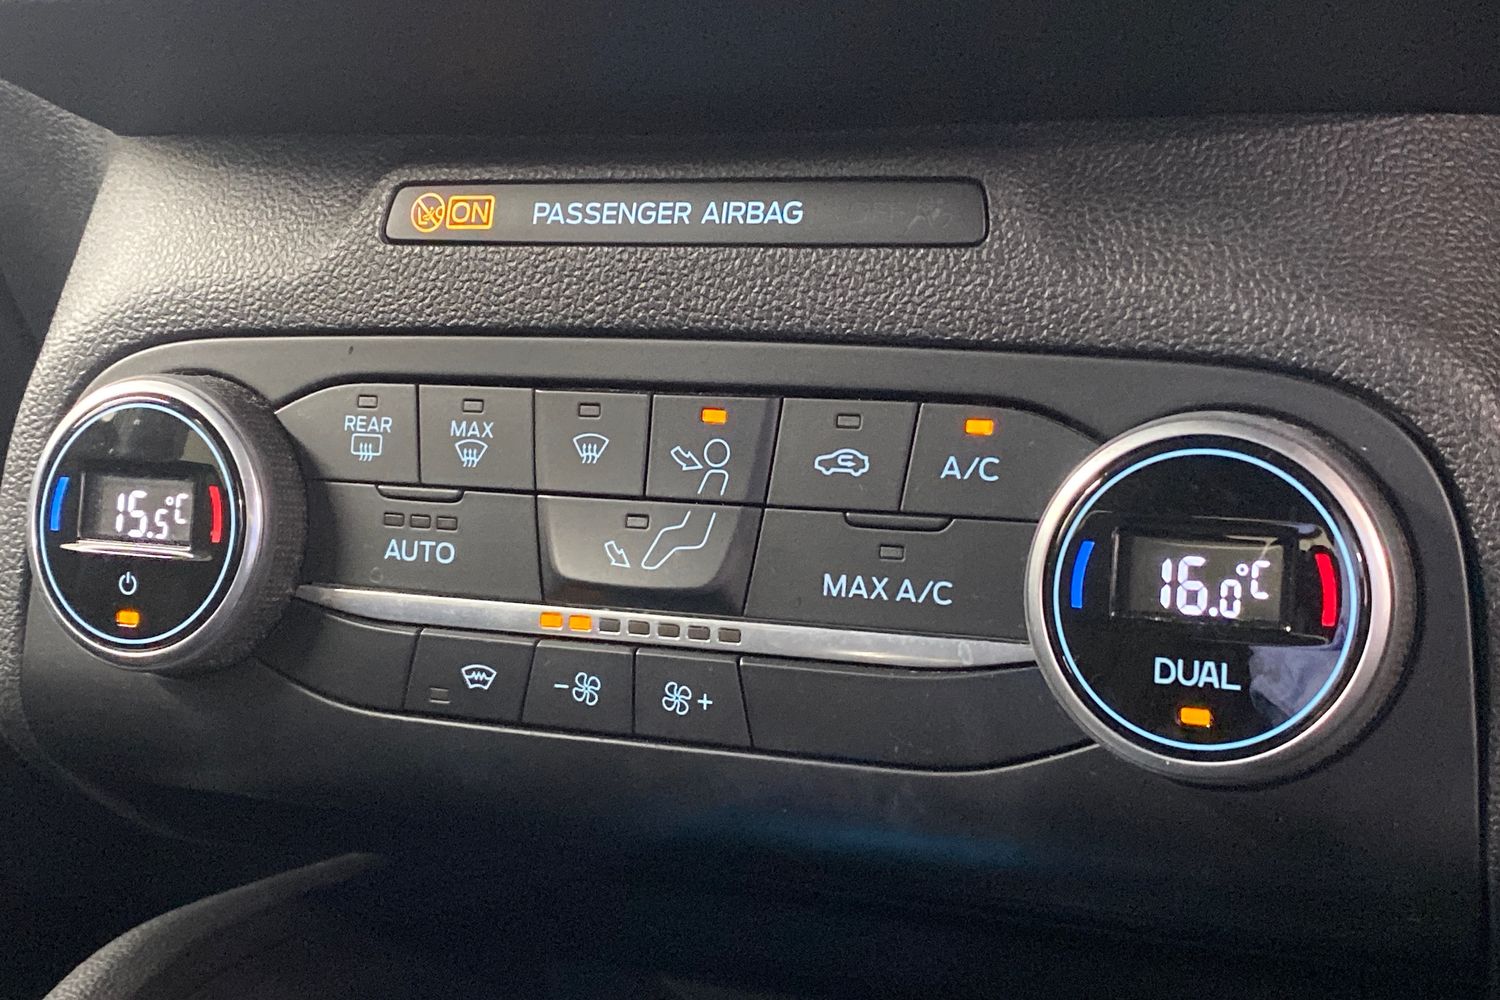 ON PASSENGER AIRBAG
REAR
MAX
A/C
15.5°C
AUTO
MAX A/C
16.0°C
DUAL
-
+